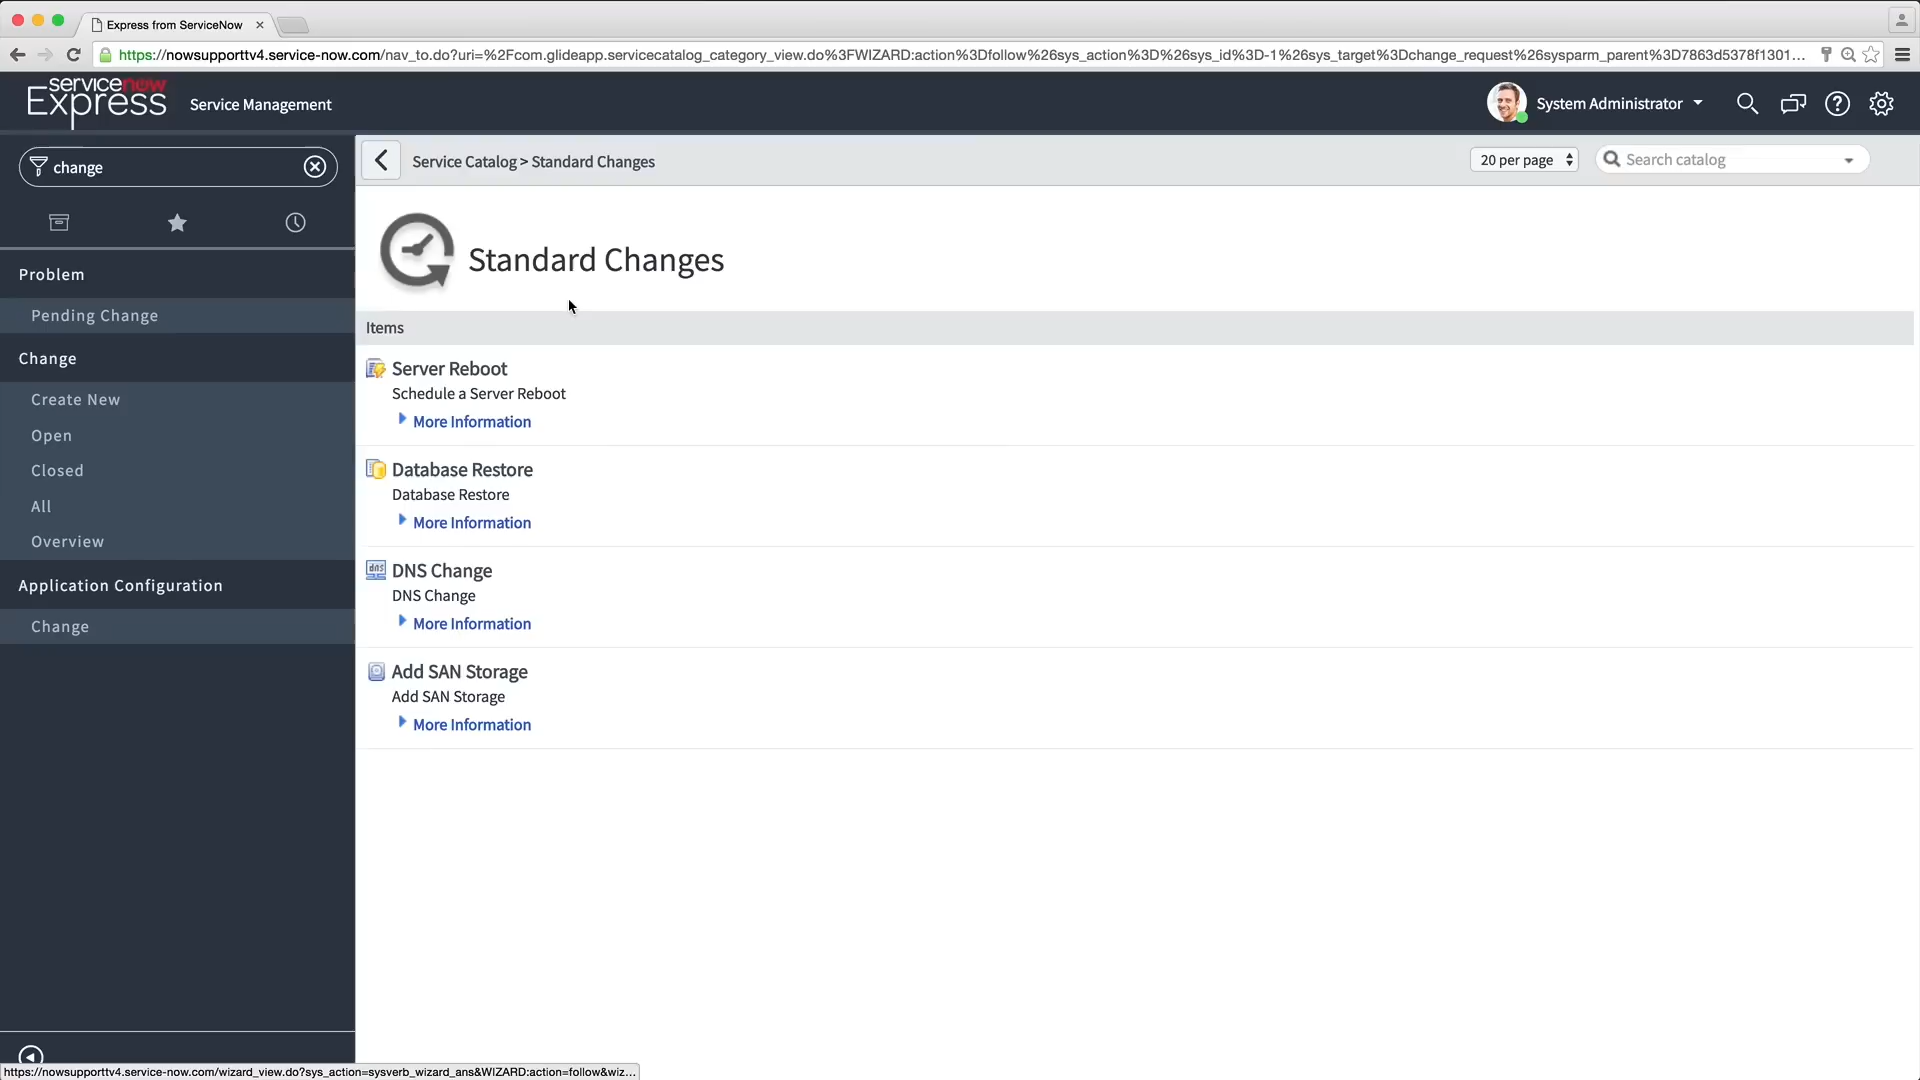 Express from ServiceNow
https://nowsupporttv4.service-now.com/nav_to.do?uri=%2Fcom.glideapp.servicecatalog_category_view.do%3FWIZARD:action%3Dfollow%26sys_action%3D%26sys_id%3D-1%26sys_target%3Dchange_request%26sysparm_parent%3D7863d5378f1301...
servicenow
Express
Service Management
System Administrator
change
Service Catalog > Standard Changes
20 per page
Search catalog
Standard Changes
Problem
Pending Change
Change
Create New
Open
Closed
All
Overview
Application Configuration
Change
Items
Server Reboot
Schedule a Server Reboot
More Information
Database Restore
Database Restore
More Information
dns
DNS Change
DNS Change
More Information
Add SAN Storage
Add SAN Storage
More Information
https://nowsupporttv4.service-now.com/wizard_view.do?sys_action=sysverb_wizard_ans&WIZARD:action=follow&wiz...